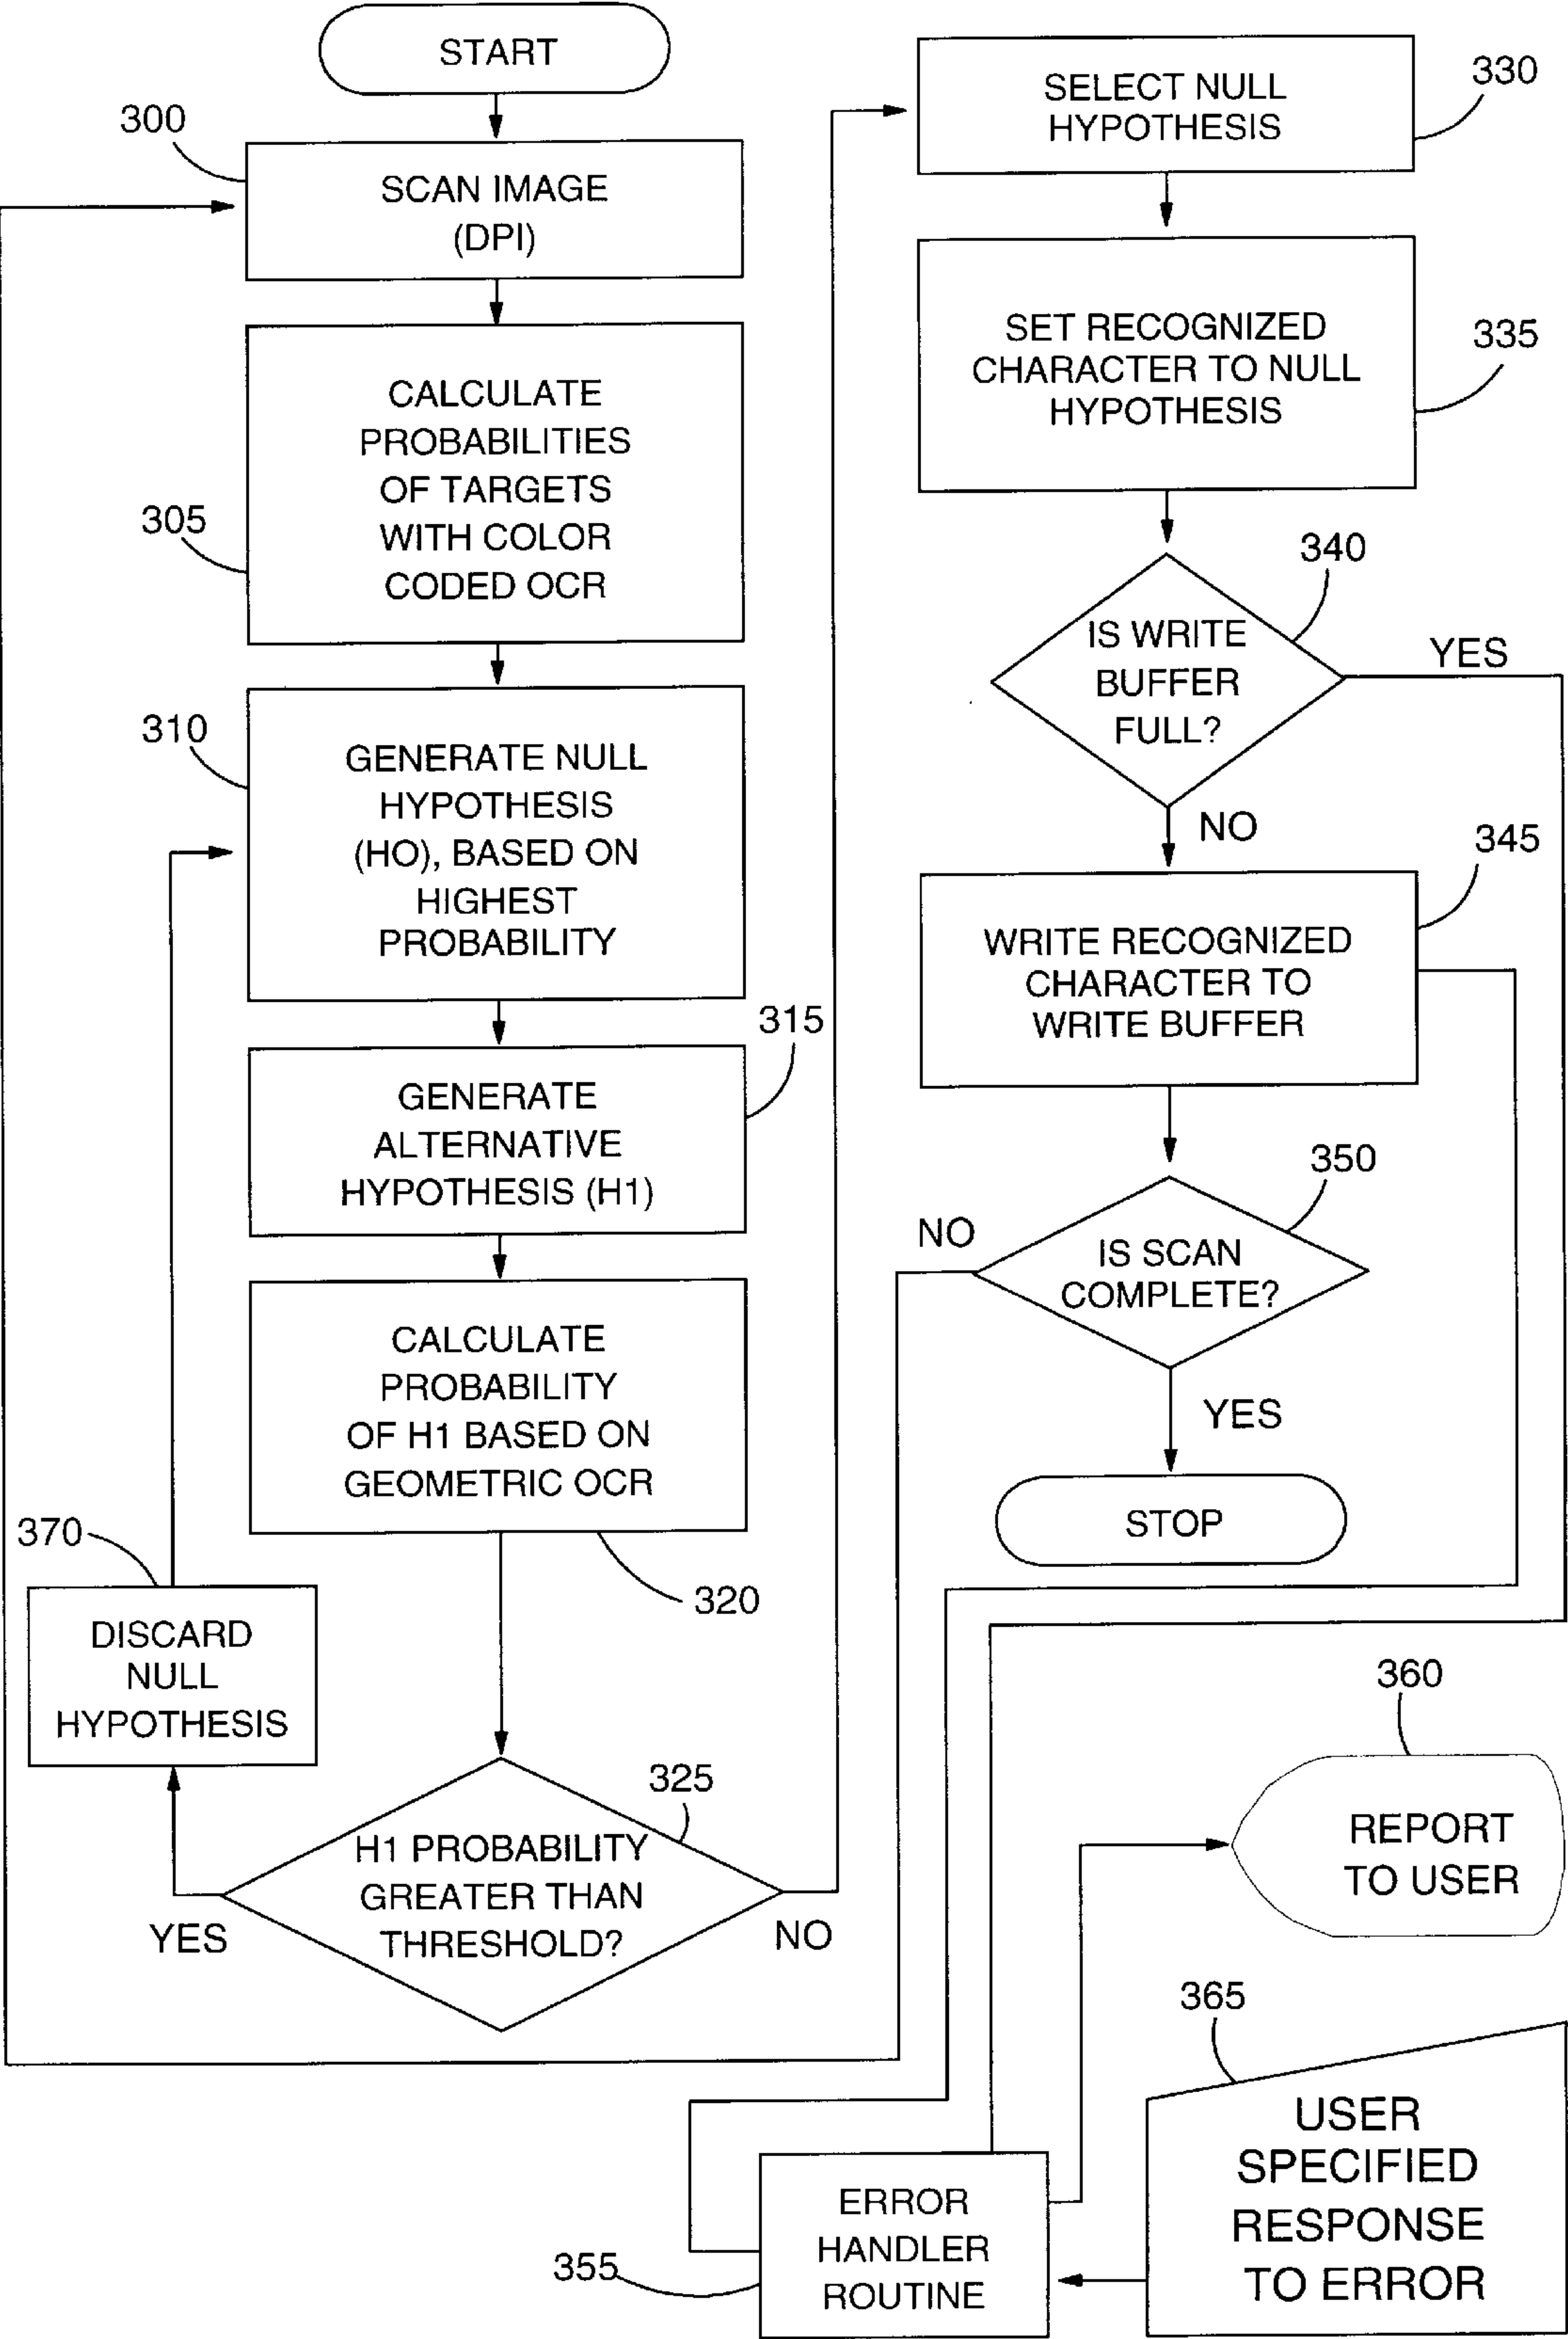 START
300
SCAN IMAGE
(DPI)
CALCULATE
PROBABILITIES
OF TARGETS
WITH COLOR
CODED OCR
305
310
GENERATE NULL
HYPOTHESIS
(HO), BASED ON
HIGHEST
PROBABILITY
315
GENERATE
ALTERNATIVE
HYPOTHESIS (H1)
CALCULATE
PROBABILITY
OF H1 BASED ON
GEOMETRIC OCR
320
370
DISCARD
NULL
HYPOTHESIS
325
H1 PROBABILITY
GREATER THAN
THRESHOLD?
YES
NO
330
SELECT NULL
HYPOTHESIS
335
SET RECOGNIZED
CHARACTER TO NULL
HYPOTHESIS
340
IS WRITE
BUFFER
FULL?
YES
NO
345
WRITE RECOGNIZED
CHARACTER TO
WRITE BUFFER
350
NO
IS SCAN
COMPLETE?
YES
STOP
360
REPORT
TO USER
365
USER
SPECIFIED
RESPONSE
TO ERROR
355
ERROR
HANDLER
ROUTINE